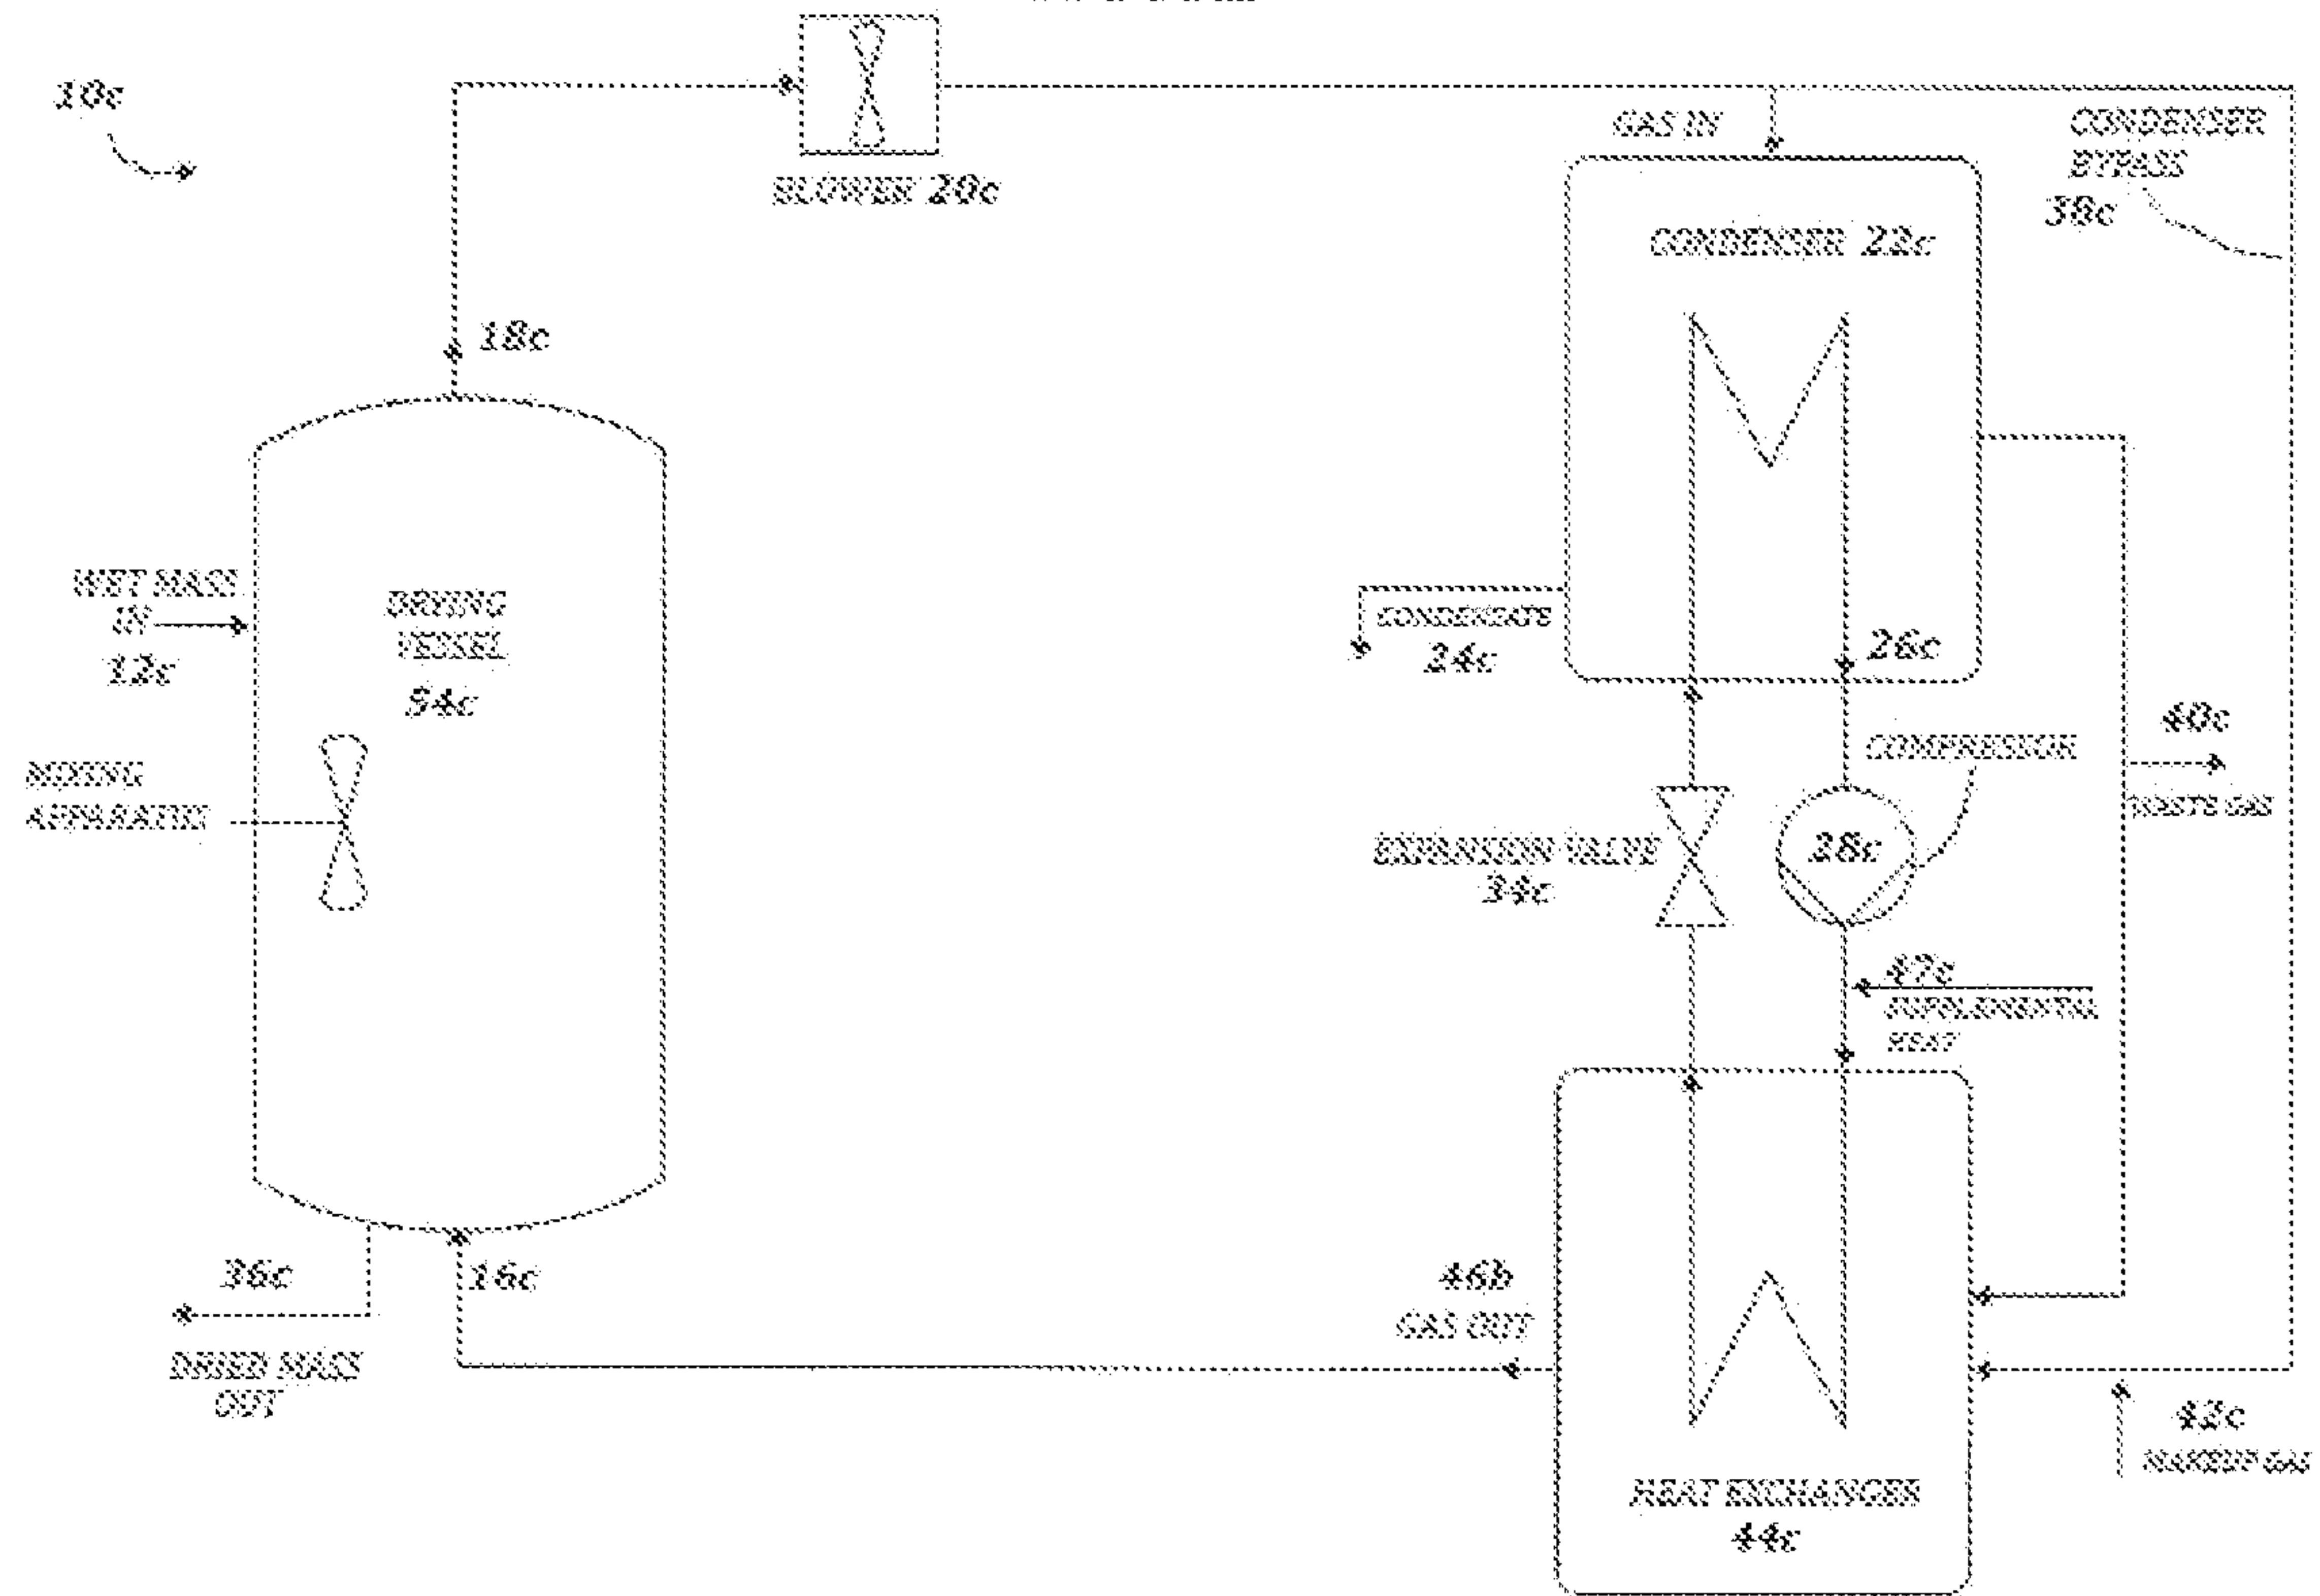 10c
BLOWER 20c
GAS IN
CONDENSER
BYPASS
38c
CONDENSER 22c
18c
WET MASS
IN
12c
DRYING
VESSEL
54c
CONDENSATE
24c
26c
40c
WASTE GAS
MIXING
APPARATUS
COMPRESSOR
EXPANSION VALVE
34c
28c
47c
SUPPLEMENTAL
HEAT
36c
16c
DRIED MASS
OUT
46b
GAS OUT
42c
MAKEUP GAS
HEAT EXCHANGER
44c